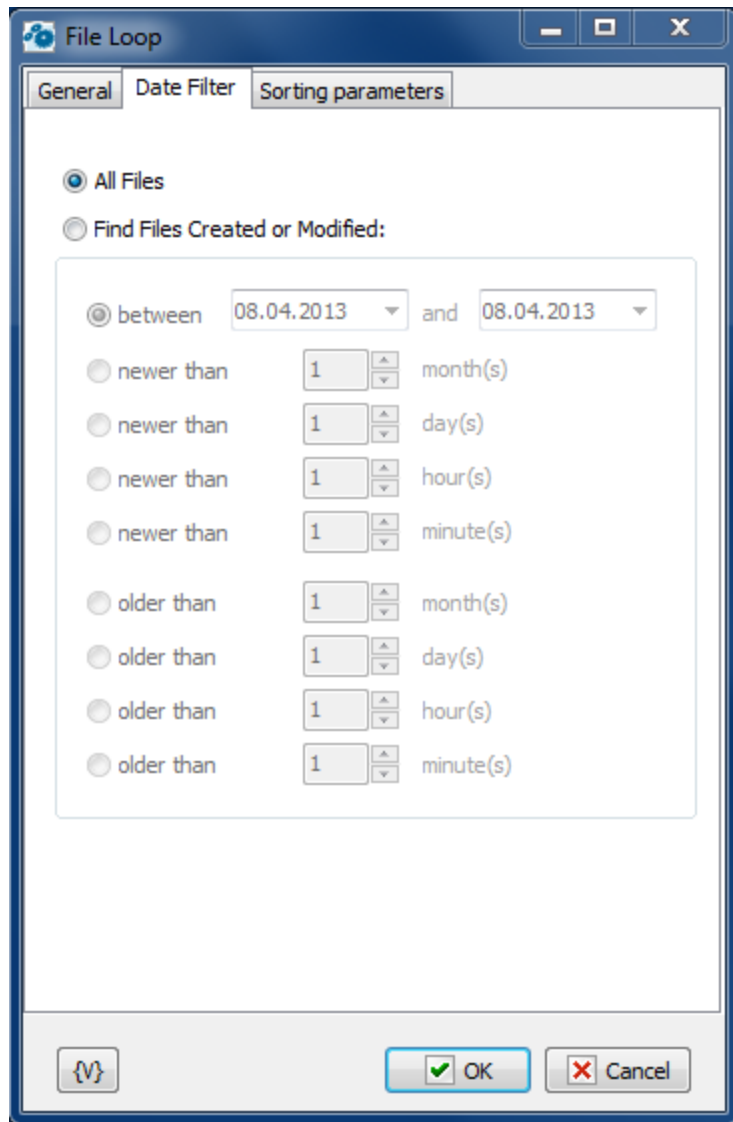 File Loop
General Date Filter Sorting parameters
All Files
Find Files Created or Modified:
between 08.04.2013 and 08.04.2013
newer than 1 month(s)
newer than 1 day(s)
newer than 1 hour(s)
newer than 1 minute(s)
older than 1 month(s)
older than 1 day(s)
older than 1 hour(s)
older than 1 minute(s)
{V} OK Cancel